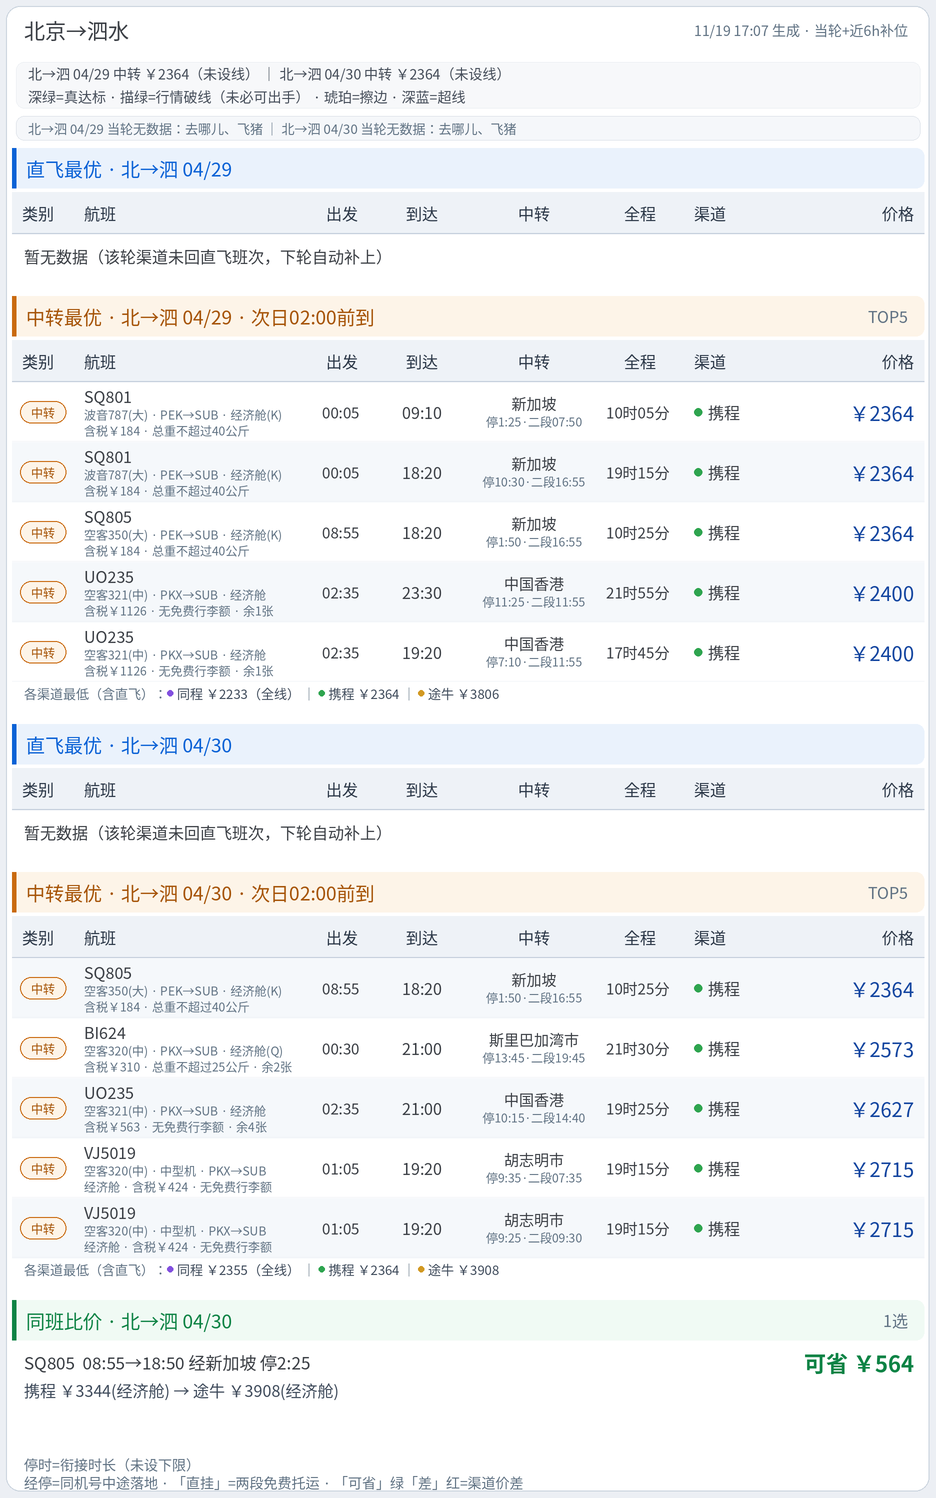 北京→泗水
11/19 17:07 生成 · 当轮+近6h补位
北→泗 04/29 中转 ￥2364（未设线） ｜ 北→泗 04/30 中转 ￥2364（未设线）
深绿=真达标 · 描绿=行情破线（未必可出手） · 琥珀=擦边 · 深蓝=超线
北→泗 04/29 当轮无数据：去哪儿、飞猪 ｜ 北→泗 04/30 当轮无数据：去哪儿、飞猪
直飞最优 · 北→泗 04/29
类别 航班 出发 到达 中转 全程 渠道 价格
暂无数据（该轮渠道未回直飞班次，下轮自动补上）
中转最优 · 北→泗 04/29 · 次日02:00前到 TOP5
类别 航班 出发 到达 中转 全程 渠道 价格
SQ801
中转 波音787(大) · PEK→SUB · 经济舱(K) 00:05 09:10 新加坡 10时05分 携程 ￥2364
含税￥184 · 总重不超过40公斤 停1:25·二段07:50
SQ801
中转 波音787(大) · PEK→SUB · 经济舱(K) 00:05 18:20 新加坡 19时15分 携程 ￥2364
含税￥184 · 总重不超过40公斤 停10:30·二段16:55
SQ805
中转 空客350(大) · PEK→SUB · 经济舱(K) 08:55 18:20 新加坡 10时25分 携程 ￥2364
含税￥184 · 总重不超过40公斤 停1:50·二段16:55
UO235
中转 空客321(中) · PKX→SUB · 经济舱 02:35 23:30 中国香港 21时55分 携程 ￥2400
含税￥1126 · 无免费行李额 · 余1张 停11:25·二段11:55
UO235
中转 空客321(中) · PKX→SUB · 经济舱 02:35 19:20 中国香港 17时45分 携程 ￥2400
含税￥1126 · 无免费行李额 · 余1张 停7:10·二段11:55
各渠道最低（含直飞）：同程 ￥2233（全线） ｜ 携程 ￥2364 ｜ 途牛 ￥3806
直飞最优 · 北→泗 04/30
类别 航班 出发 到达 中转 全程 渠道 价格
暂无数据（该轮渠道未回直飞班次，下轮自动补上）
中转最优 · 北→泗 04/30 · 次日02:00前到 TOP5
类别 航班 出发 到达 中转 全程 渠道 价格
SQ805
中转 空客350(大) · PEK→SUB · 经济舱(K) 08:55 18:20 新加坡 10时25分 携程 ￥2364
含税￥184 · 总重不超过40公斤 停1:50·二段16:55
BI624
中转 空客320(中) · PKX→SUB · 经济舱(Q) 00:30 21:00 斯里巴加湾市 21时30分 携程 ￥2573
含税￥310 · 总重不超过25公斤 · 余2张 停13:45·二段19:45
UO235
中转 空客321(中) · PKX→SUB · 经济舱 02:35 21:00 中国香港 19时25分 携程 ￥2627
含税￥563 · 无免费行李额 · 余4张 停10:15·二段14:40
VJ5019
中转 空客320(中) · 中型机 · PKX→SUB 01:05 19:20 胡志明市 19时15分 携程 ￥2715
经济舱 · 含税￥424 · 无免费行李额 停9:35·二段07:35
VJ5019
中转 空客320(中) · 中型机 · PKX→SUB 01:05 19:20 胡志明市 19时15分 携程 ￥2715
经济舱 · 含税￥424 · 无免费行李额 停9:25·二段09:30
各渠道最低（含直飞）：同程 ￥2355（全线） ｜ 携程 ￥2364 ｜ 途牛 ￥3908
同班比价 · 北→泗 04/30 1选
SQ805 08:55→18:50 经新加坡 停2:25 可省 ￥564
携程 ￥3344(经济舱) → 途牛 ￥3908(经济舱)
停时=衔接时长（未设下限）
经停=同机号中途落地 · 「直挂」=两段免费托运 · 「可省」绿「差」红=渠道价差